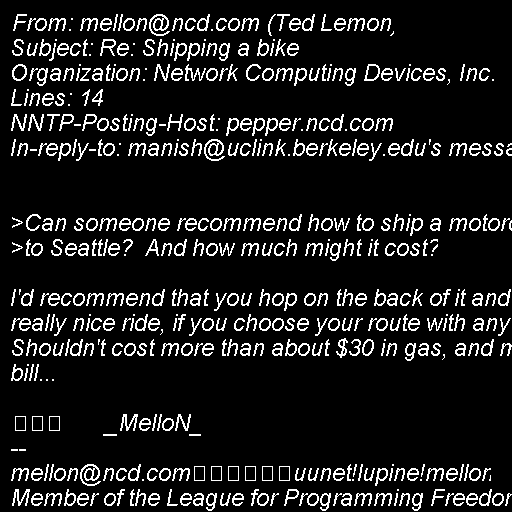 From: mellon@ncd.com (Ted Lemon)
Subject: Re: Shipping a bike
Organization: Network Computing Devices, Inc.
Lines: 14
NNTP-Posting-Host: pepper.ncd.com
In-reply-to: manish@uclink.berkeley.edu's messa

>Can someone recommend how to ship a motorc
>to Seattle?  And how much might it cost?

I'd recommend that you hop on the back of it and
really nice ride, if you choose your route with any
Shouldn't cost more than about $30 in gas, and m
bill...

□□□      _MelloN_
--
mellon@ncd.com□□□□□□uunet!lupine!mellon
Member of the League for Programming Freedom